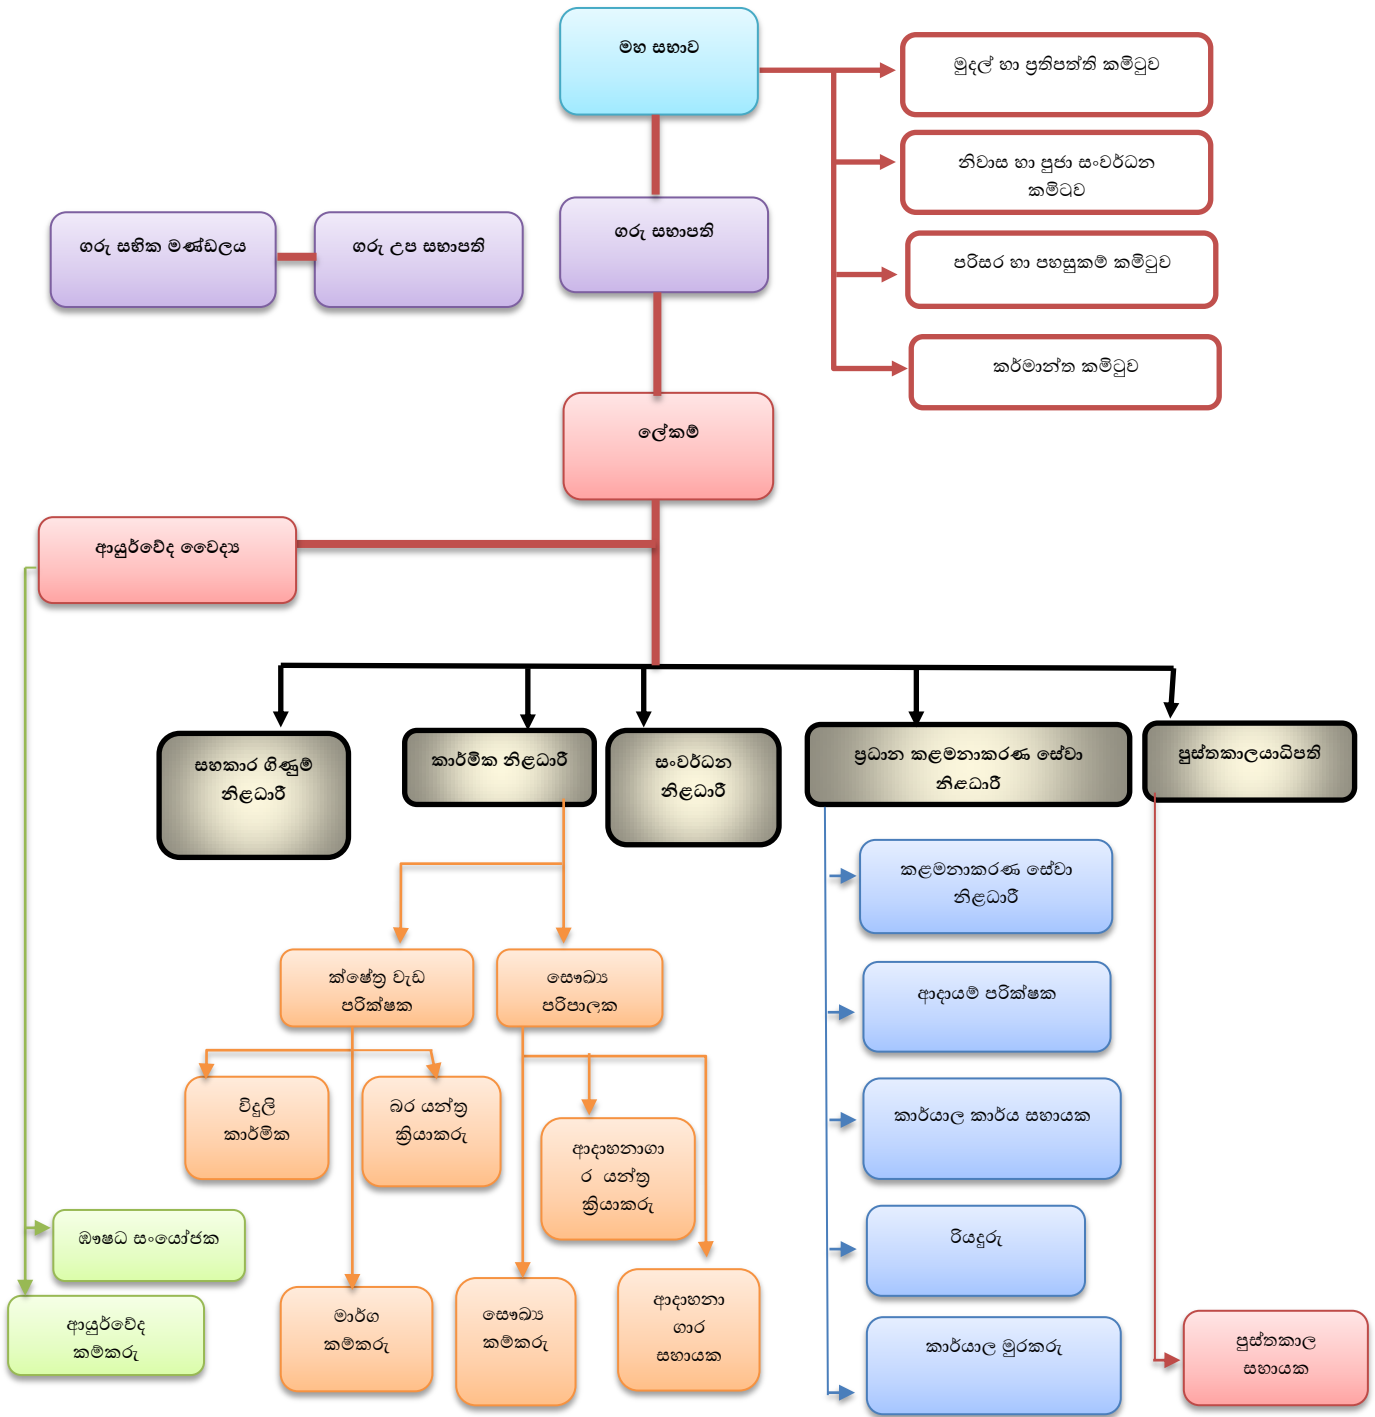 මහ සභාව
මුදල් හා ප්‍රතිපත්ති කමිටුව
නිවාස හා ප්‍රජා සංවර්ධන
කමිටුව
ගරු සභික මණ්ඩලය
ගරු උප සභාපති
ගරු සභාපති
පරිසර හා පහසුකම් කමිටුව
කර්මාන්ත කමිටුව
ලේකම්
ආයුර්වේද වෛද්‍ය
සහකාර ගිණුම්
නිළධාරී
කාර්මික නිළධාරී
සංවර්ධන
නිළධාරී
ප්‍රධාන කළමනාකරණ සේවා
නිළධාරී
පුස්තකාලයාධිපති
කළමනාකරණ සේවා
නිළධාරී
ක්ෂේත්‍ර වැඩ
පරික්ෂක
සෞඛ්‍ය
පරිපාලක
ආදායම් පරික්ෂක
විදුලි
කාර්මික
බර යන්ත්‍ර
ක්‍රියාකරු
ආදාහනාගා
ර යන්ත්‍ර
ක්‍රියාකරු
කාර්යාල කාර්ය සහායක
ඖෂධ සංයෝජක
රියදුරු
ආයුර්වේද
කම්කරු
මාර්ග
කම්කරු
සෞඛ්‍ය
කම්කරු
ආදාහනා
ගාර
සහායක
කාර්යාල මුරකරු
පුස්තකාල
සහායක